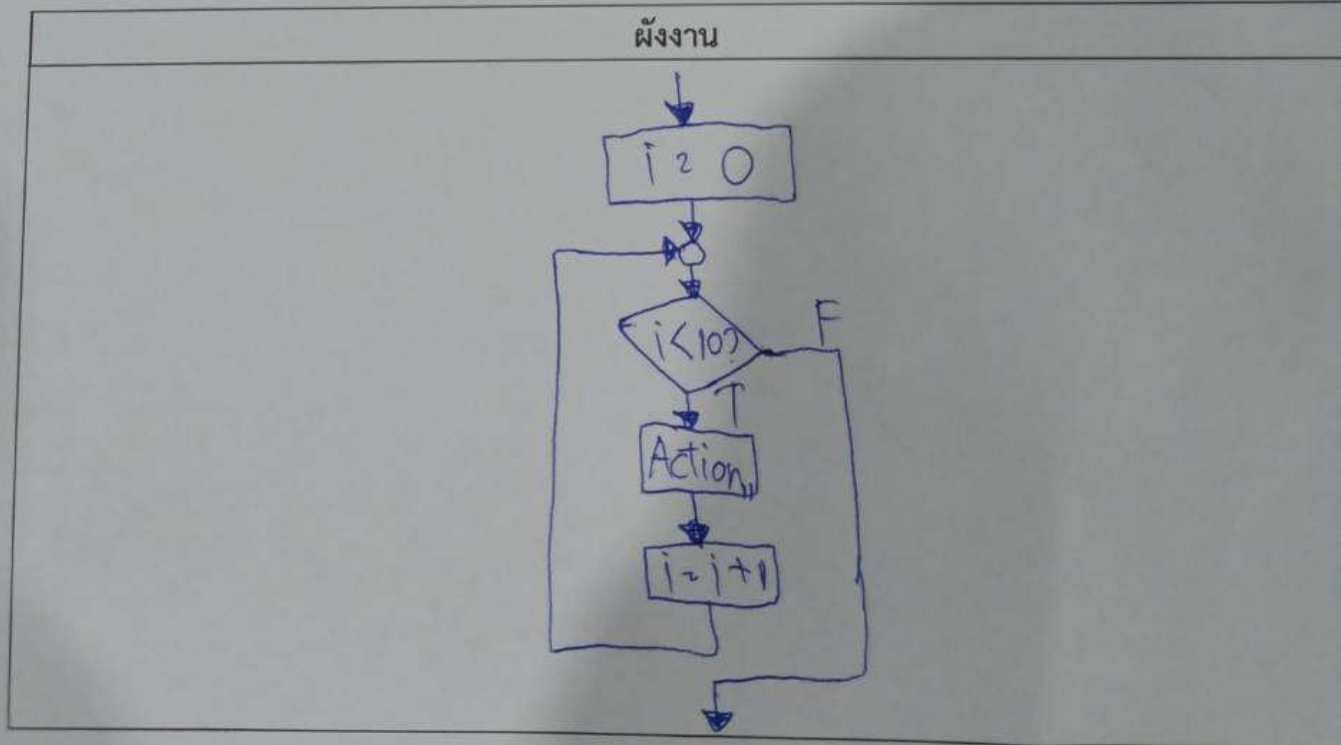 ผังงาน
i = 0
i<10?
F
T
Action
i = i + 1